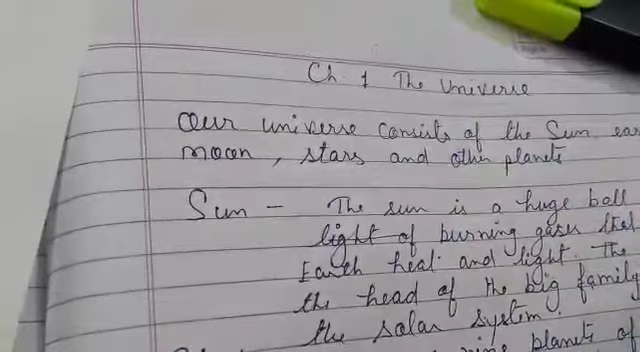 Ch 1 The Universe
Our universe consists of the Sun ear
moon, stars and other planets
Sun - The sun is a huge ball
light of burning gases that
Earth heat and light. The
the head of the big family
the solar system.
planets of